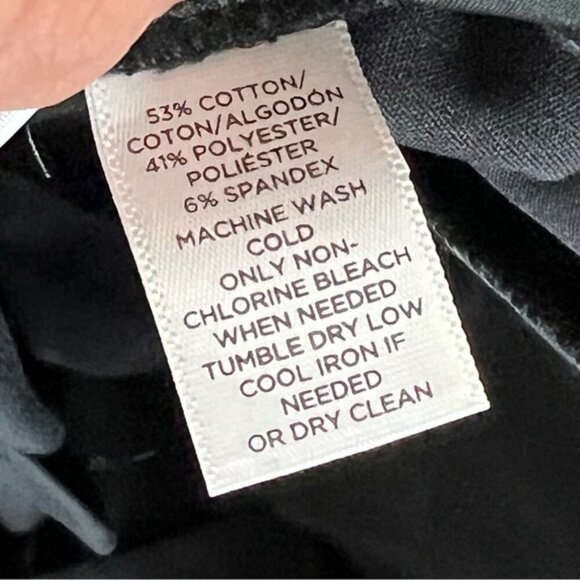 53% COTTON/
COTON/ALGODÓN
41% POLYESTER/
POLIÉSTER
6% SPANDEX
MACHINE WASH
COLD
ONLY NON-
CHLORINE BLEACH
WHEN NEEDED
TUMBLE DRY LOW
COOL IRON IF
NEEDED
OR DRY CLEAN